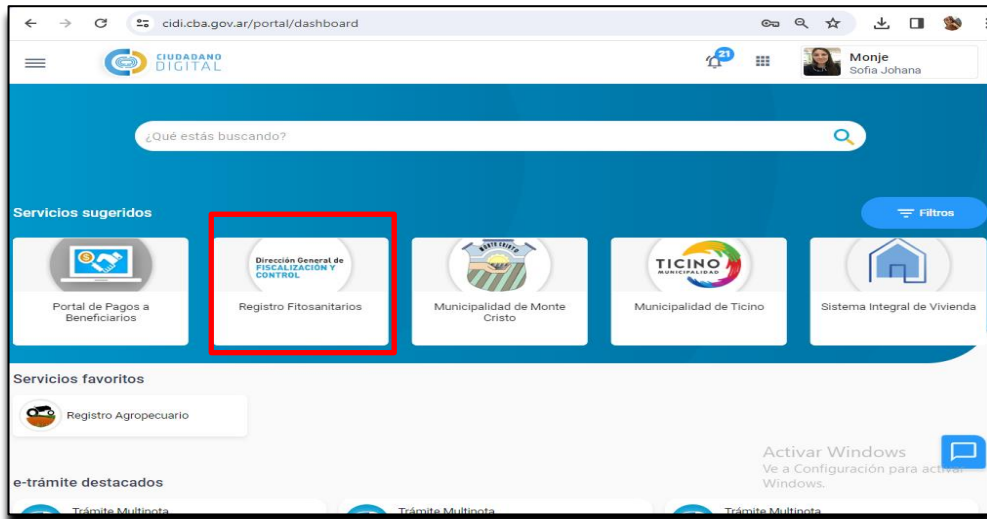 cidi.cba.gov.ar/portal/dashboard
CIUDADANO
DIGITAL
21
Monje
Sofia Johana
¿Qué estás buscando?
Servicios sugeridos
Filtros
Dirección General de
FISCALIZACIÓN Y
CONTROL
MONTE CRISTO
TICINO
MUNICIPALIDAD
Portal de Pagos a
Beneficiarios
Registro Fitosanitarios
Municipalidad de Monte
Cristo
Municipalidad de Ticino
Sistema Integral de Vivienda
Servicios favoritos
Registro Agropecuario
Activar Windows
Ve a Configuración para activar
Windows.
e-trámite destacados
Trámite Multinota
Trámite Multinota
Trámite Multinota